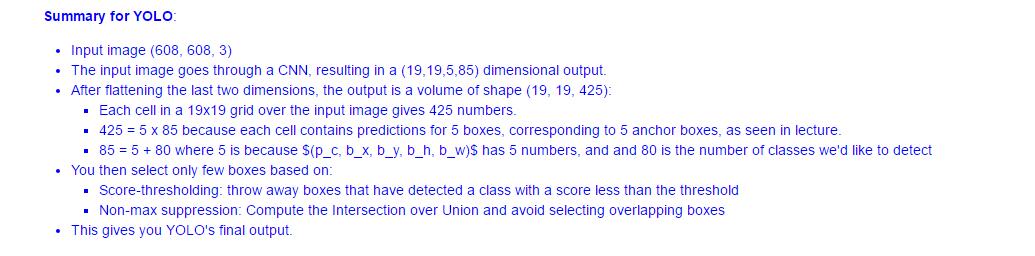 Summary for YOLO:
• Input image (608, 608, 3)
• The input image goes through a CNN, resulting in a (19,19,5,85) dimensional output.
• After flattening the last two dimensions, the output is a volume of shape (19, 19, 425):
▪ Each cell in a 19x19 grid over the input image gives 425 numbers.
▪ 425 = 5 x 85 because each cell contains predictions for 5 boxes, corresponding to 5 anchor boxes, as seen in lecture.
▪ 85 = 5 + 80 where 5 is because $(p_c, b_x, b_y, b_h, b_w)$ has 5 numbers, and and 80 is the number of classes we'd like to detect
• You then select only few boxes based on:
▪ Score-thresholding: throw away boxes that have detected a class with a score less than the threshold
▪ Non-max suppression: Compute the Intersection over Union and avoid selecting overlapping boxes
• This gives you YOLO's final output.